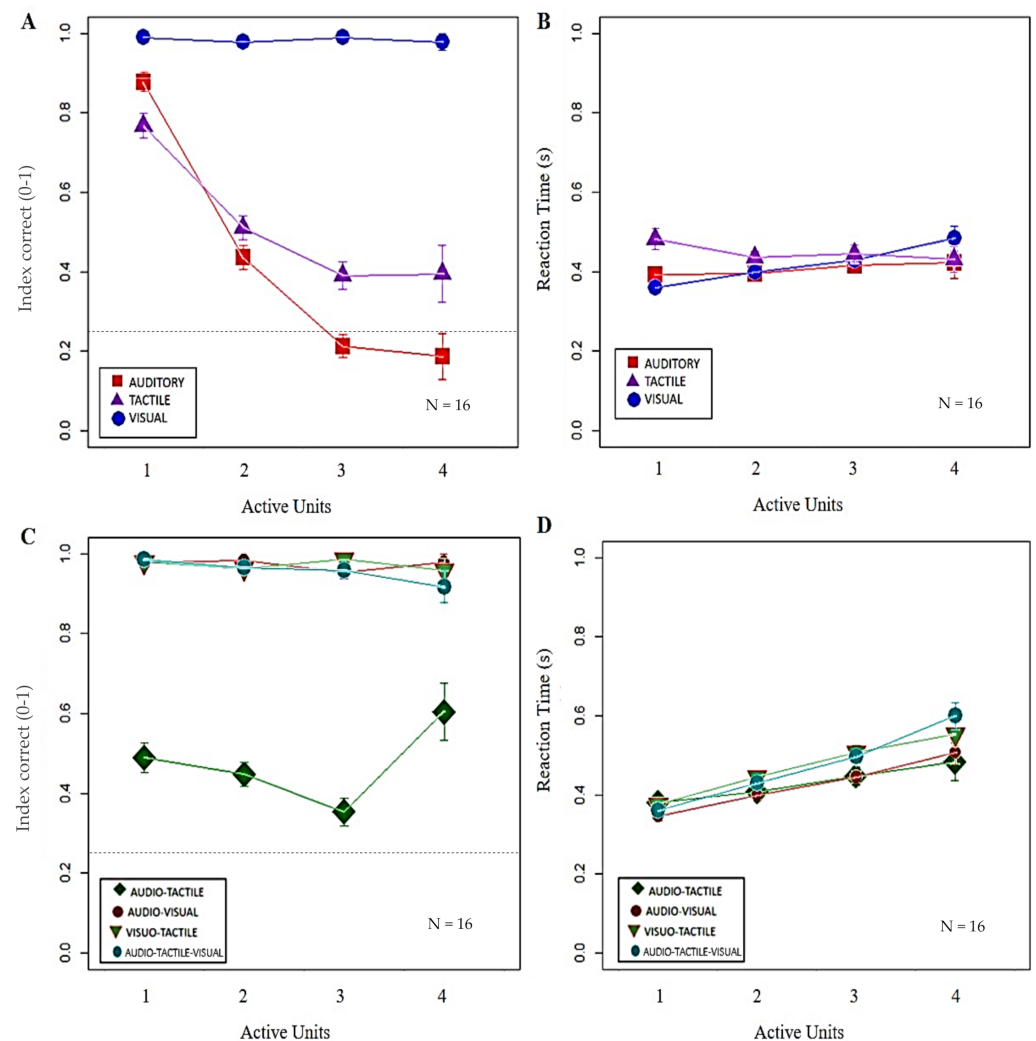 A
Index correct (0-1)
1.0
0.8
0.6
0.4
0.2
0.0
AUDITORY
TACTILE
VISUAL
N = 16
1 2 3 4
Active Units
B
Reaction Time (s)
1.0
0.8
0.6
0.4
0.2
0.0
AUDITORY
TACTILE
VISUAL
N = 16
1 2 3 4
Active Units
C
Index correct (0-1)
1.0
0.8
0.6
0.4
0.2
0.0
AUDIO-TACTILE
AUDIO-VISUAL
VISUO-TACTILE
AUDIO-TACTILE-VISUAL
N = 16
1 2 3 4
Active Units
D
Reaction Time (s)
1.0
0.8
0.6
0.4
0.2
0.0
AUDIO-TACTILE
AUDIO-VISUAL
VISUO-TACTILE
AUDIO-TACTILE-VISUAL
N = 16
1 2 3 4
Active Units